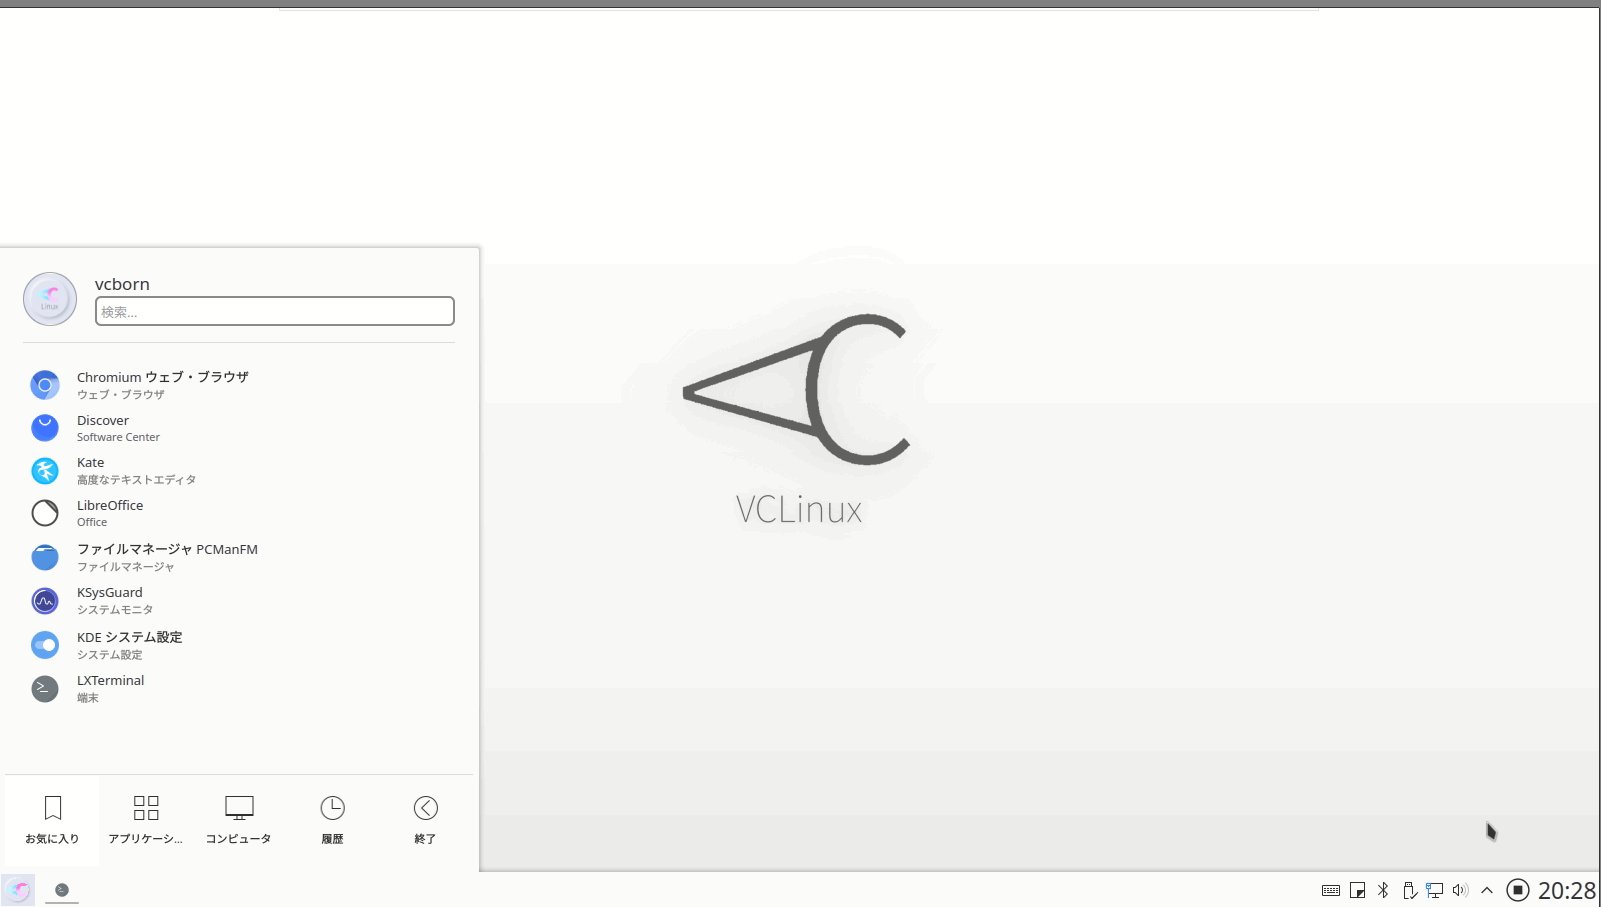 vcborn
検索...
Linux
Chromium ウェブ・ブラウザ
ウェブ・ブラウザ
Discover
Software Center
Kate
高度なテキストエディタ
LibreOffice
Office
ファイルマネージャ PCManFM
ファイルマネージャ
KSysGuard
システムモニタ
KDE システム設定
システム設定
LXTerminal
端末
お気に入り
アプリケーシ...
コンピュータ
履歴
終了
VCLinux
20:28